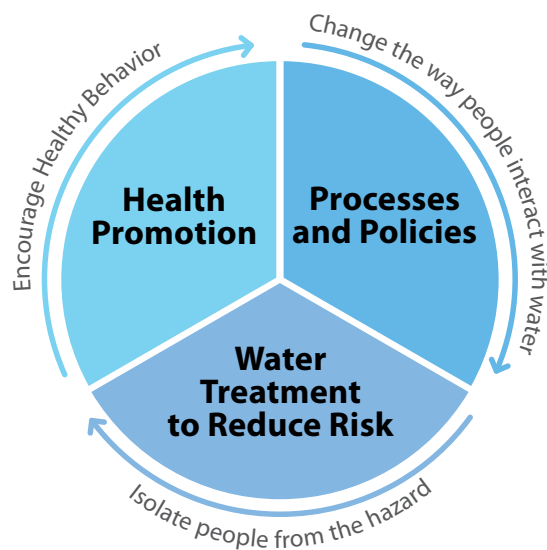 Encourage Healthy Behavior
Change the way people interact with water
Health
Promotion
Processes
and Policies
Water
Treatment
to Reduce Risk
Isolate people from the hazard